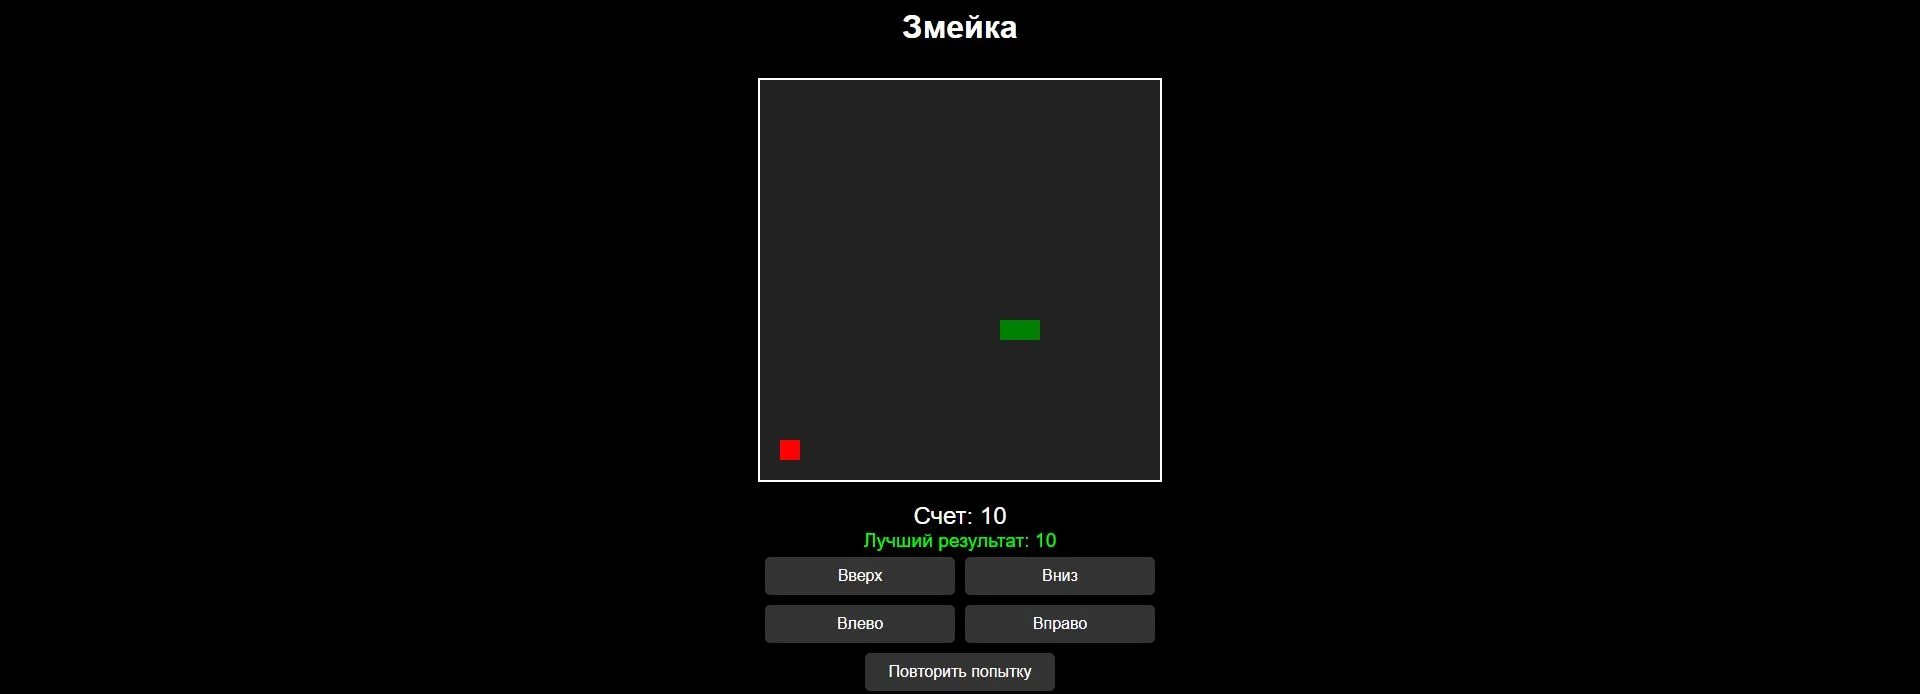 Змейка
Счет: 10
Лучший результат: 10
Вверх
Вниз
Влево
Вправо
Повторить попытку